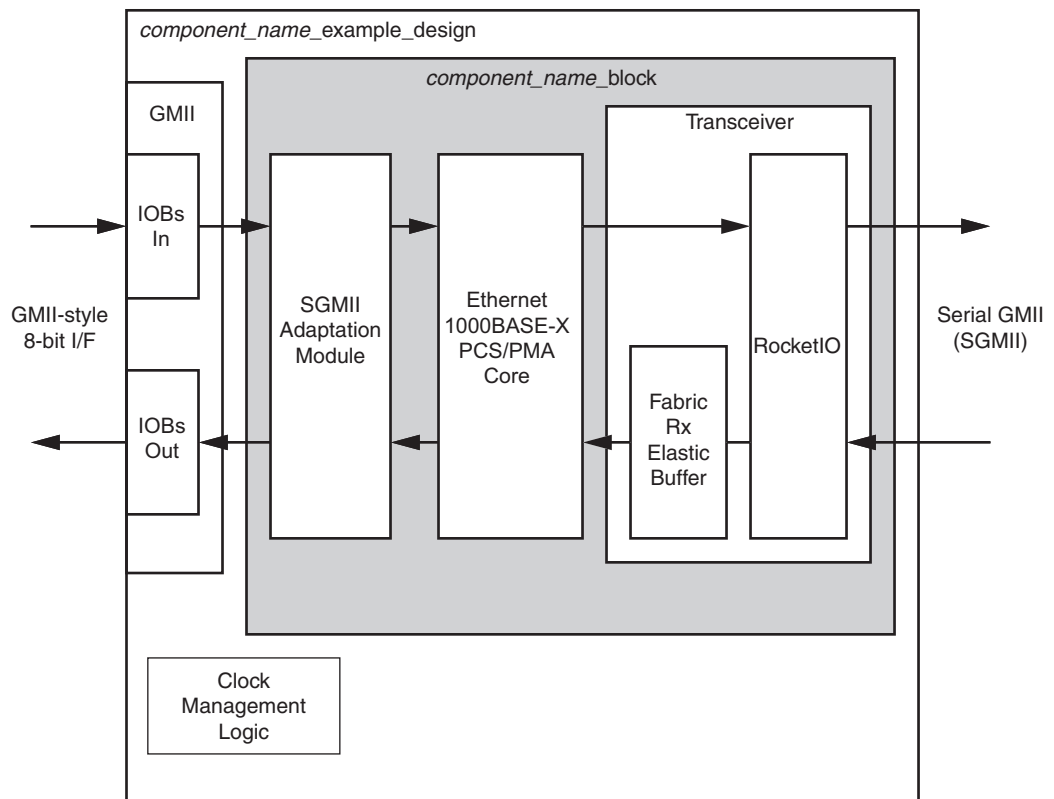 component_name_example_design
component_name_block
GMII
Transceiver
IOBs
In
GMII-style
8-bit I/F
SGMII
Adaptation
Module
Ethernet
1000BASE-X
PCS/PMA
Core
RocketIO
Serial GMII
(SGMII)
Fabric
Rx
Elastic
Buffer
IOBs
Out
Clock
Management
Logic